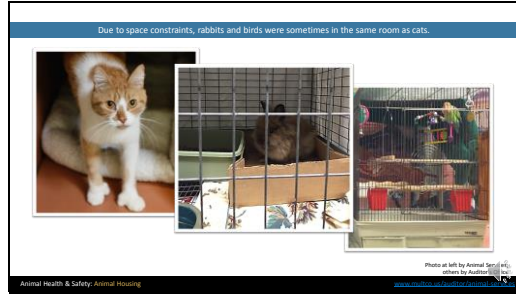 Due to space constraints, rabbits and birds were sometimes in the same room as cats.
Photo at left by Animal Services;
others by Auditor's Office
Animal Health & Safety: Animal Housing
www.multco.us/auditor/animal-services